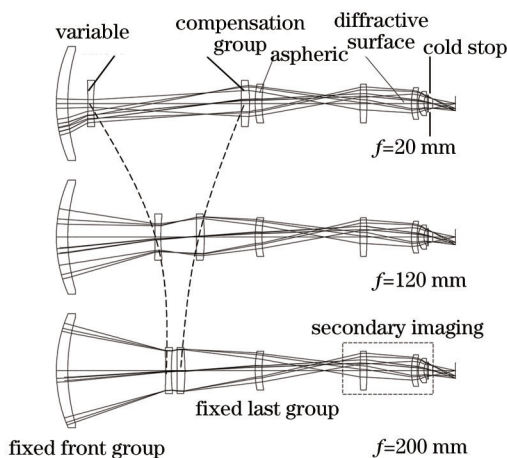 variable
compensation
group
aspheric
diffractive
surface
cold stop
f=20 mm
f=120 mm
secondary imaging
fixed last group
fixed front group
f=200 mm